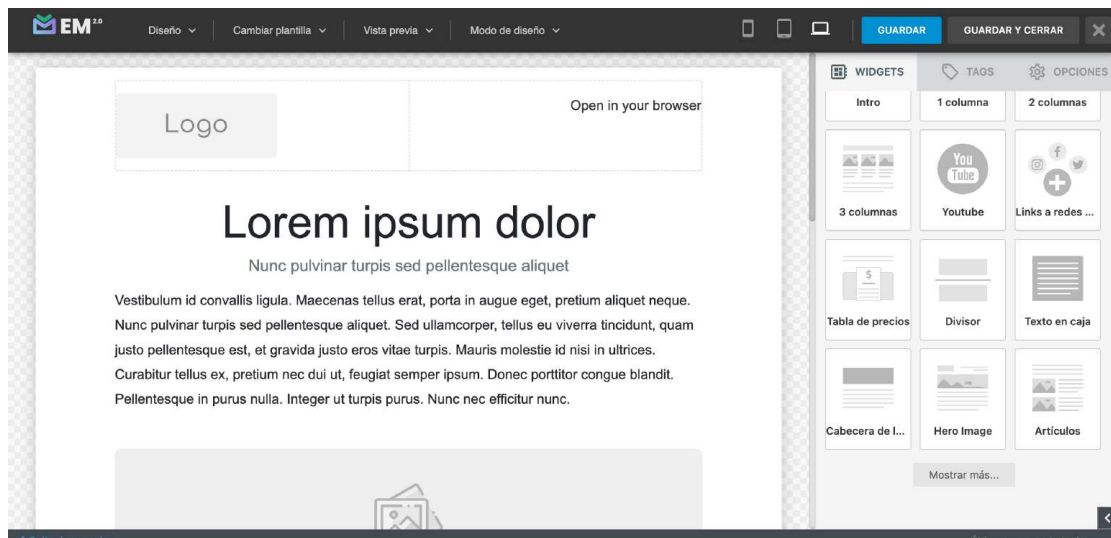 EM 2.0
Diseño
Cambiar plantilla
Vista previa
Modo de diseño
GUARDAR
GUARDAR Y CERRAR
WIDGETS
TAGS
OPCIONES
Logo
Open in your browser
Lorem ipsum dolor
Nunc pulvinar turpis sed pellentesque aliquet
Vestibulum id convallis ligula. Maecenas tellus erat, porta in augue eget, pretium aliquet neque.
Nunc pulvinar turpis sed pellentesque aliquet. Sed ullamcorper, tellus eu viverra tincidunt, quam
justo pellentesque est, et gravida justo eros vitae turpis. Mauris molestie id nisi in ultrices.
Curabitur tellus ex, pretium nec dui ut, feugiat semper ipsum. Donec porttitor congue blandit.
Pellentesque in purus nulla. Integer ut turpis purus. Nunc nec efficitur nunc.
Intro
1 columna
2 columnas
You
Tube
3 columnas
Youtube
Links a redes ...
$
Tabla de precios
Divisor
Texto en caja
Cabecera de l...
Hero Image
Artículos
Mostrar más...